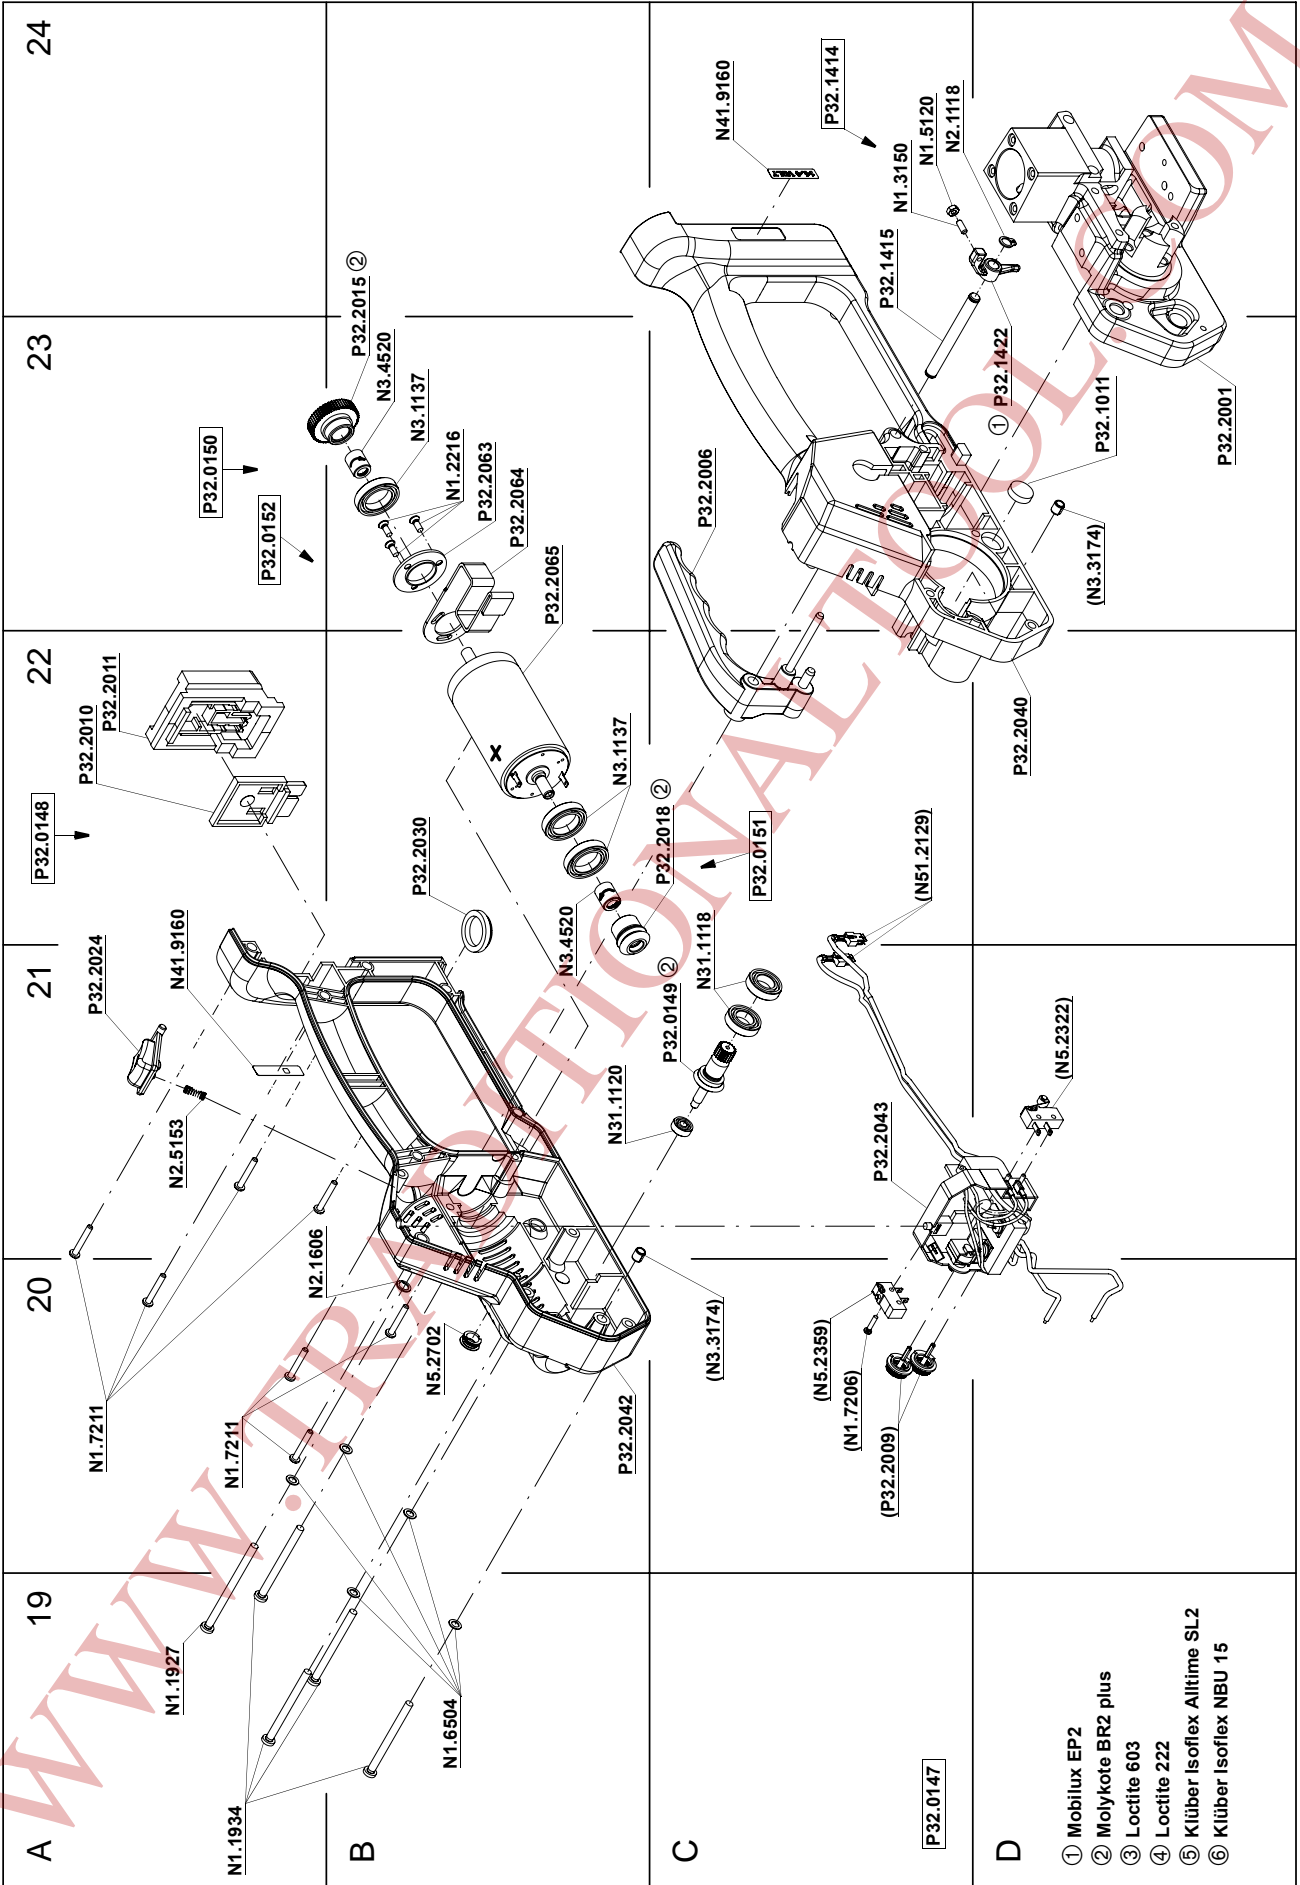 24
23
22
21
20
19
A
B
C
D
P32.0148
P32.2010
P32.2011
P32.2024
N41.9160
N2.5153
N1.7211
N1.7211
N1.1927
N1.1934
N1.6504
N2.1606
N5.2702
P32.2042
(N3.3174)
P32.0150
P32.0152
P32.2015 ②
N3.4520
N3.1137
N1.2216
P32.2063
P32.2064
P32.2065
P32.2030
N3.1137
P32.2018 ②
N3.4520
P32.0151
P32.0149 ②
N31.1118
N31.1120
N41.9160
14.4 VOLT
P32.1414
N1.5120
N2.1118
N1.3150
P32.1415
① P32.1422
P32.1011
P32.2001
P32.2006
(N3.3174)
P32.2040
(N51.2129)
(N5.2322)
P32.2043
(N5.2359)
(N1.7206)
(P32.2009)
X
P32.0147
① Mobilux EP2
② Molykote BR2 plus
③ Loctite 603
④ Loctite 222
⑤ Klüber Isoflex Alltime SL2
⑥ Klüber Isoflex NBU 15
WWW.TRADITIONALTOOL.COM